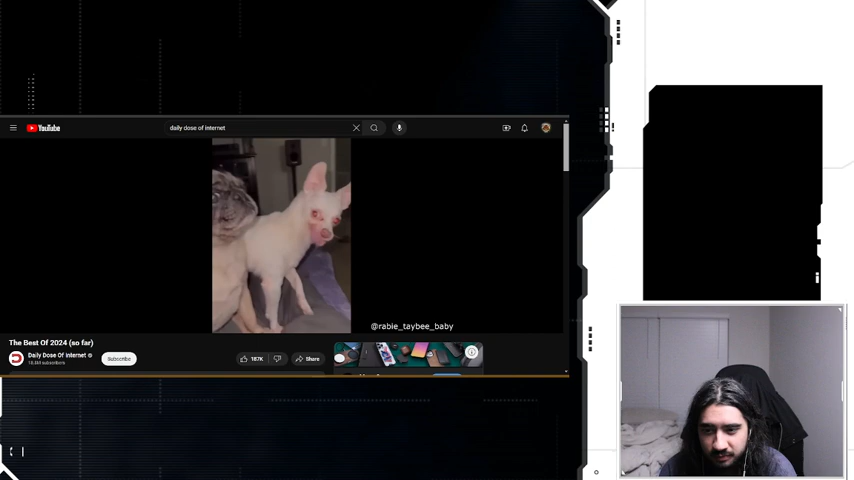 YouTube
daily dose of internet
@rabie_taybee_baby
The Best Of 2024 (so far)
Daily Dose Of Internet
Subscribe
187K
Share